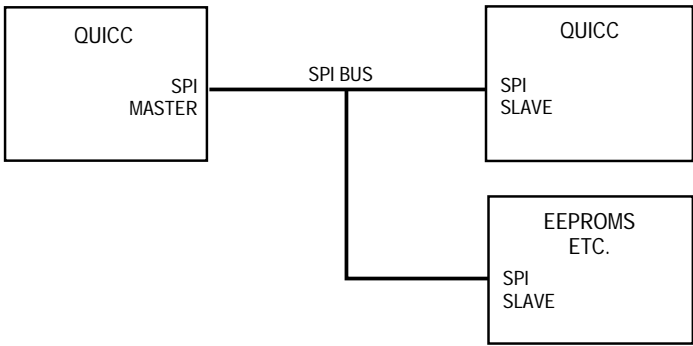 QUICC
SPI
MASTER
SPI BUS
QUICC
SPI
SLAVE
EEPROMS
ETC.
SPI
SLAVE